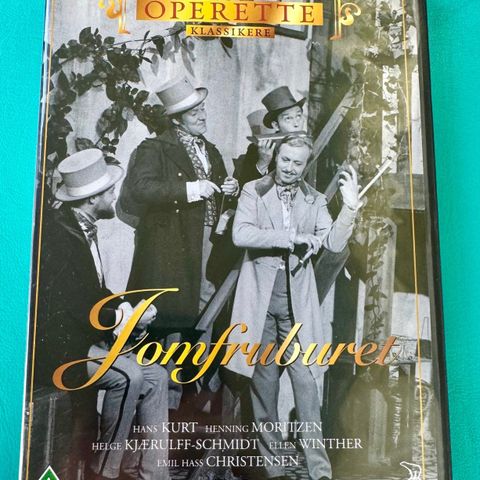 OPERETTE
KLASSIKERE
Jomfruburet
HANS KURT HENNING MORITZEN
HELGE KJÆRULFF-SCHMIDT ELLEN WINTHER
EMIL HASS CHRISTENSEN